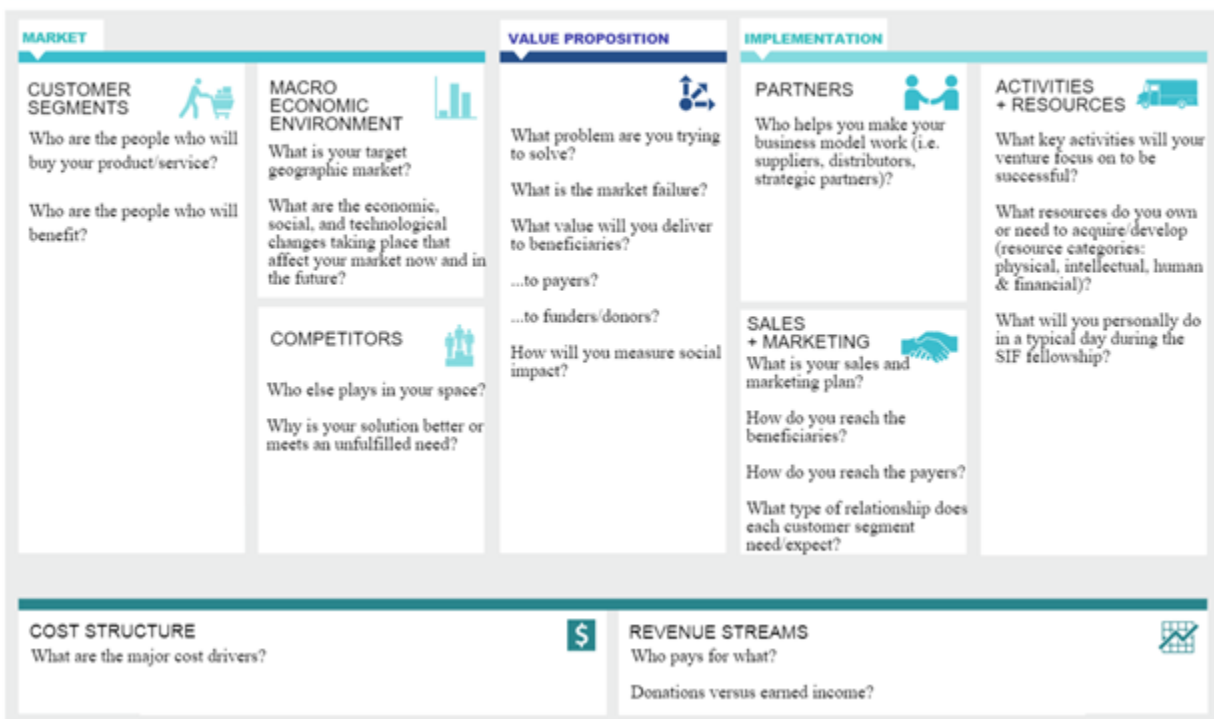 MARKET
CUSTOMER
SEGMENTS
Who are the people who will
buy your product/service?
Who are the people who will
benefit?
MACRO
ECONOMIC
ENVIRONMENT
What is your target
geographic market?
What are the economic,
social, and technological
changes taking place that
affect your market now and in
the future?
COMPETITORS
Who else plays in your space?
Why is your solution better or
meets an unfulfilled need?
VALUE PROPOSITION
What problem are you trying
to solve?
What is the market failure?
What value will you deliver
to beneficiaries?
...to payers?
...to funders/donors?
How will you measure social
impact?
IMPLEMENTATION
PARTNERS
Who helps you make your
business model work (i.e.
suppliers, distributors,
strategic partners)?
SALES
+ MARKETING
What is your sales and
marketing plan?
How do you reach the
beneficiaries?
How do you reach the payers?
What type of relationship does
each customer segment
need/expect?
ACTIVITIES
+ RESOURCES
What key activities will your
venture focus on to be
successful?
What resources do you own
or need to acquire/develop
(resource categories:
physical, intellectual, human
& financial)?
What will you personally do
in a typical day during the
SIF fellowship?
COST STRUCTURE
What are the major cost drivers?
$
REVENUE STREAMS
Who pays for what?
Donations versus earned income?